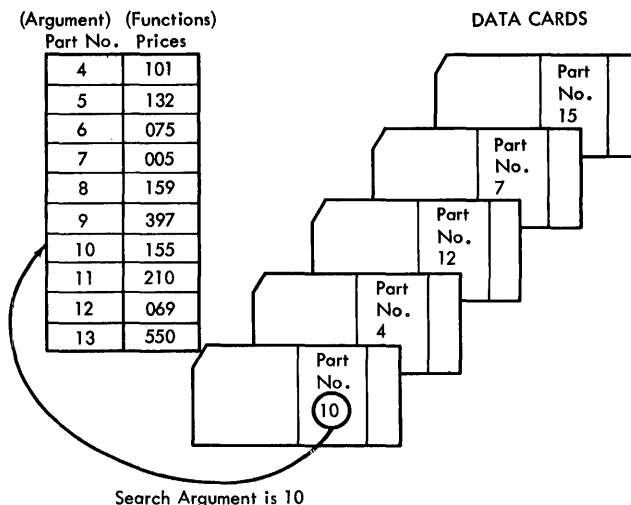 (Argument) (Functions)
Part No. Prices
4 101
5 132
6 075
7 005
8 159
9 397
10 155
11 210
12 069
13 550
DATA CARDS
Part
No.
15
Part
No.
7
Part
No.
12
Part
No.
4
Part
No.
10
Search Argument is 10